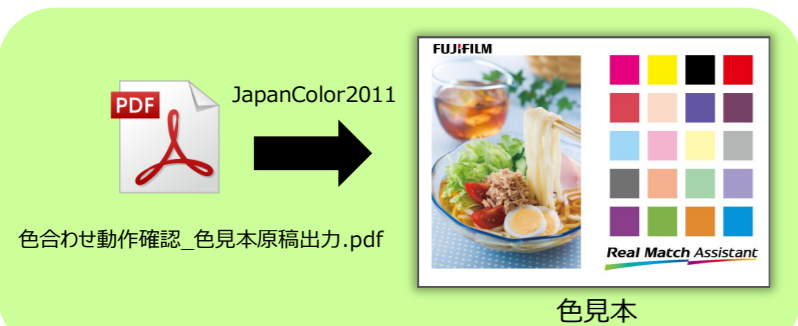 FUJIFILM
PDF
JapanColor2011
色合わせ動作確認_色見本原稿出力.pdf
Real Match Assistant
色見本